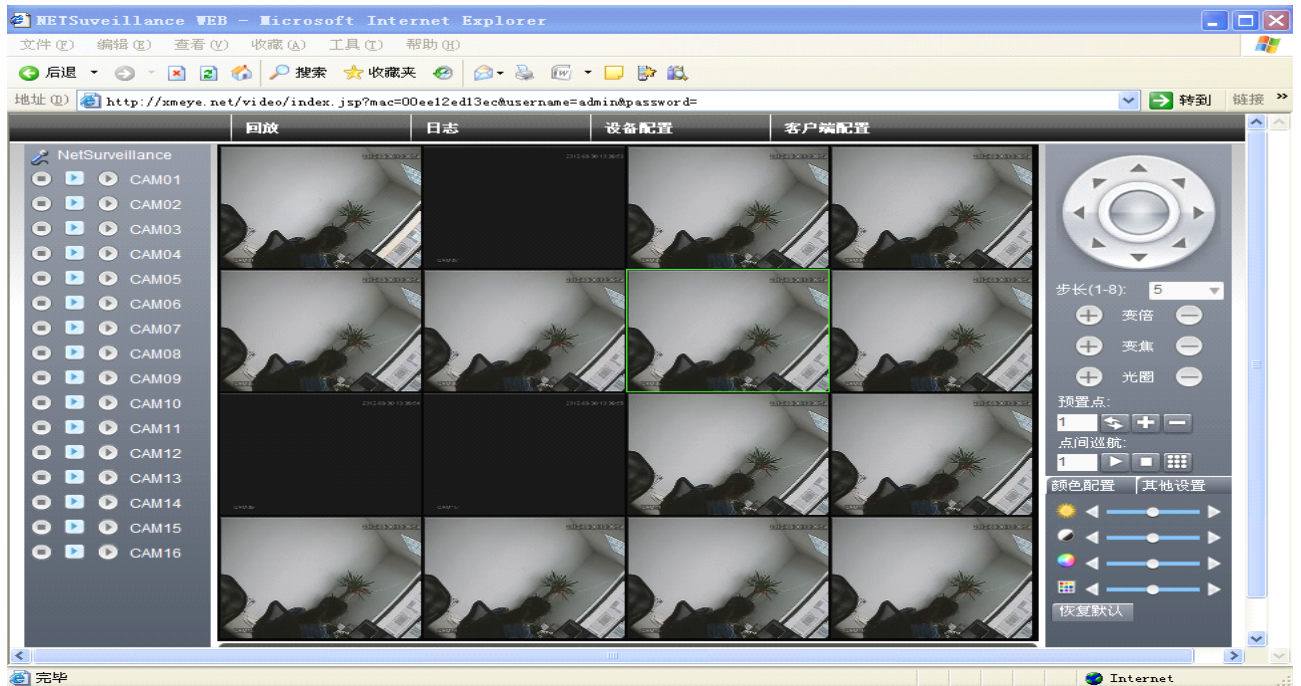 NETSuveillance WEB - Microsoft Internet Explorer
文件(F) 编辑(E) 查看(V) 收藏(A) 工具(T) 帮助(H)
后退 搜索 收藏夹
地址(D) http://xmeye.net/video/index.jsp?mac=00ee12ed13ec&username=admin&password= 转到 链接 »
回放 日志 设备配置 客户端配置
NetSurveillance
CAM01
CAM02
CAM03
CAM04
CAM05
CAM06
CAM07
CAM08
CAM09
CAM10
CAM11
CAM12
CAM13
CAM14
CAM15
CAM16
步长(1-8): 5
变倍
变焦
光圈
预置点:
1
点间巡航:
1
颜色配置 其他设置
恢复默认
完毕 Internet